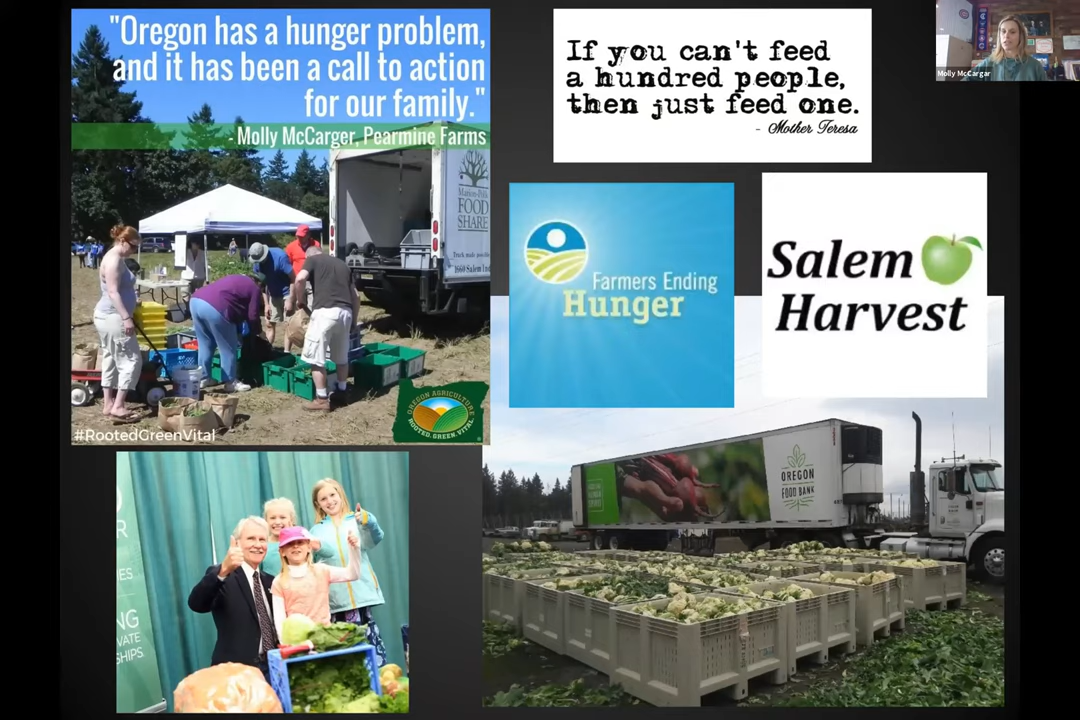 "Oregon has a hunger problem,
and it has been a call to action
for our family."
- Molly McCarger, Pearmine Farms
Marion-Polk
FOOD
SHARE
#RootedGreenVital
OREGON AGRICULTURE
ROOTED. GREEN. VITAL.
If you can't feed
a hundred people,
then just feed one.
- Mother Teresa
Molly McCargar
Farmers Ending
Hunger
Salem
Harvest
OREGON
FOOD BANK